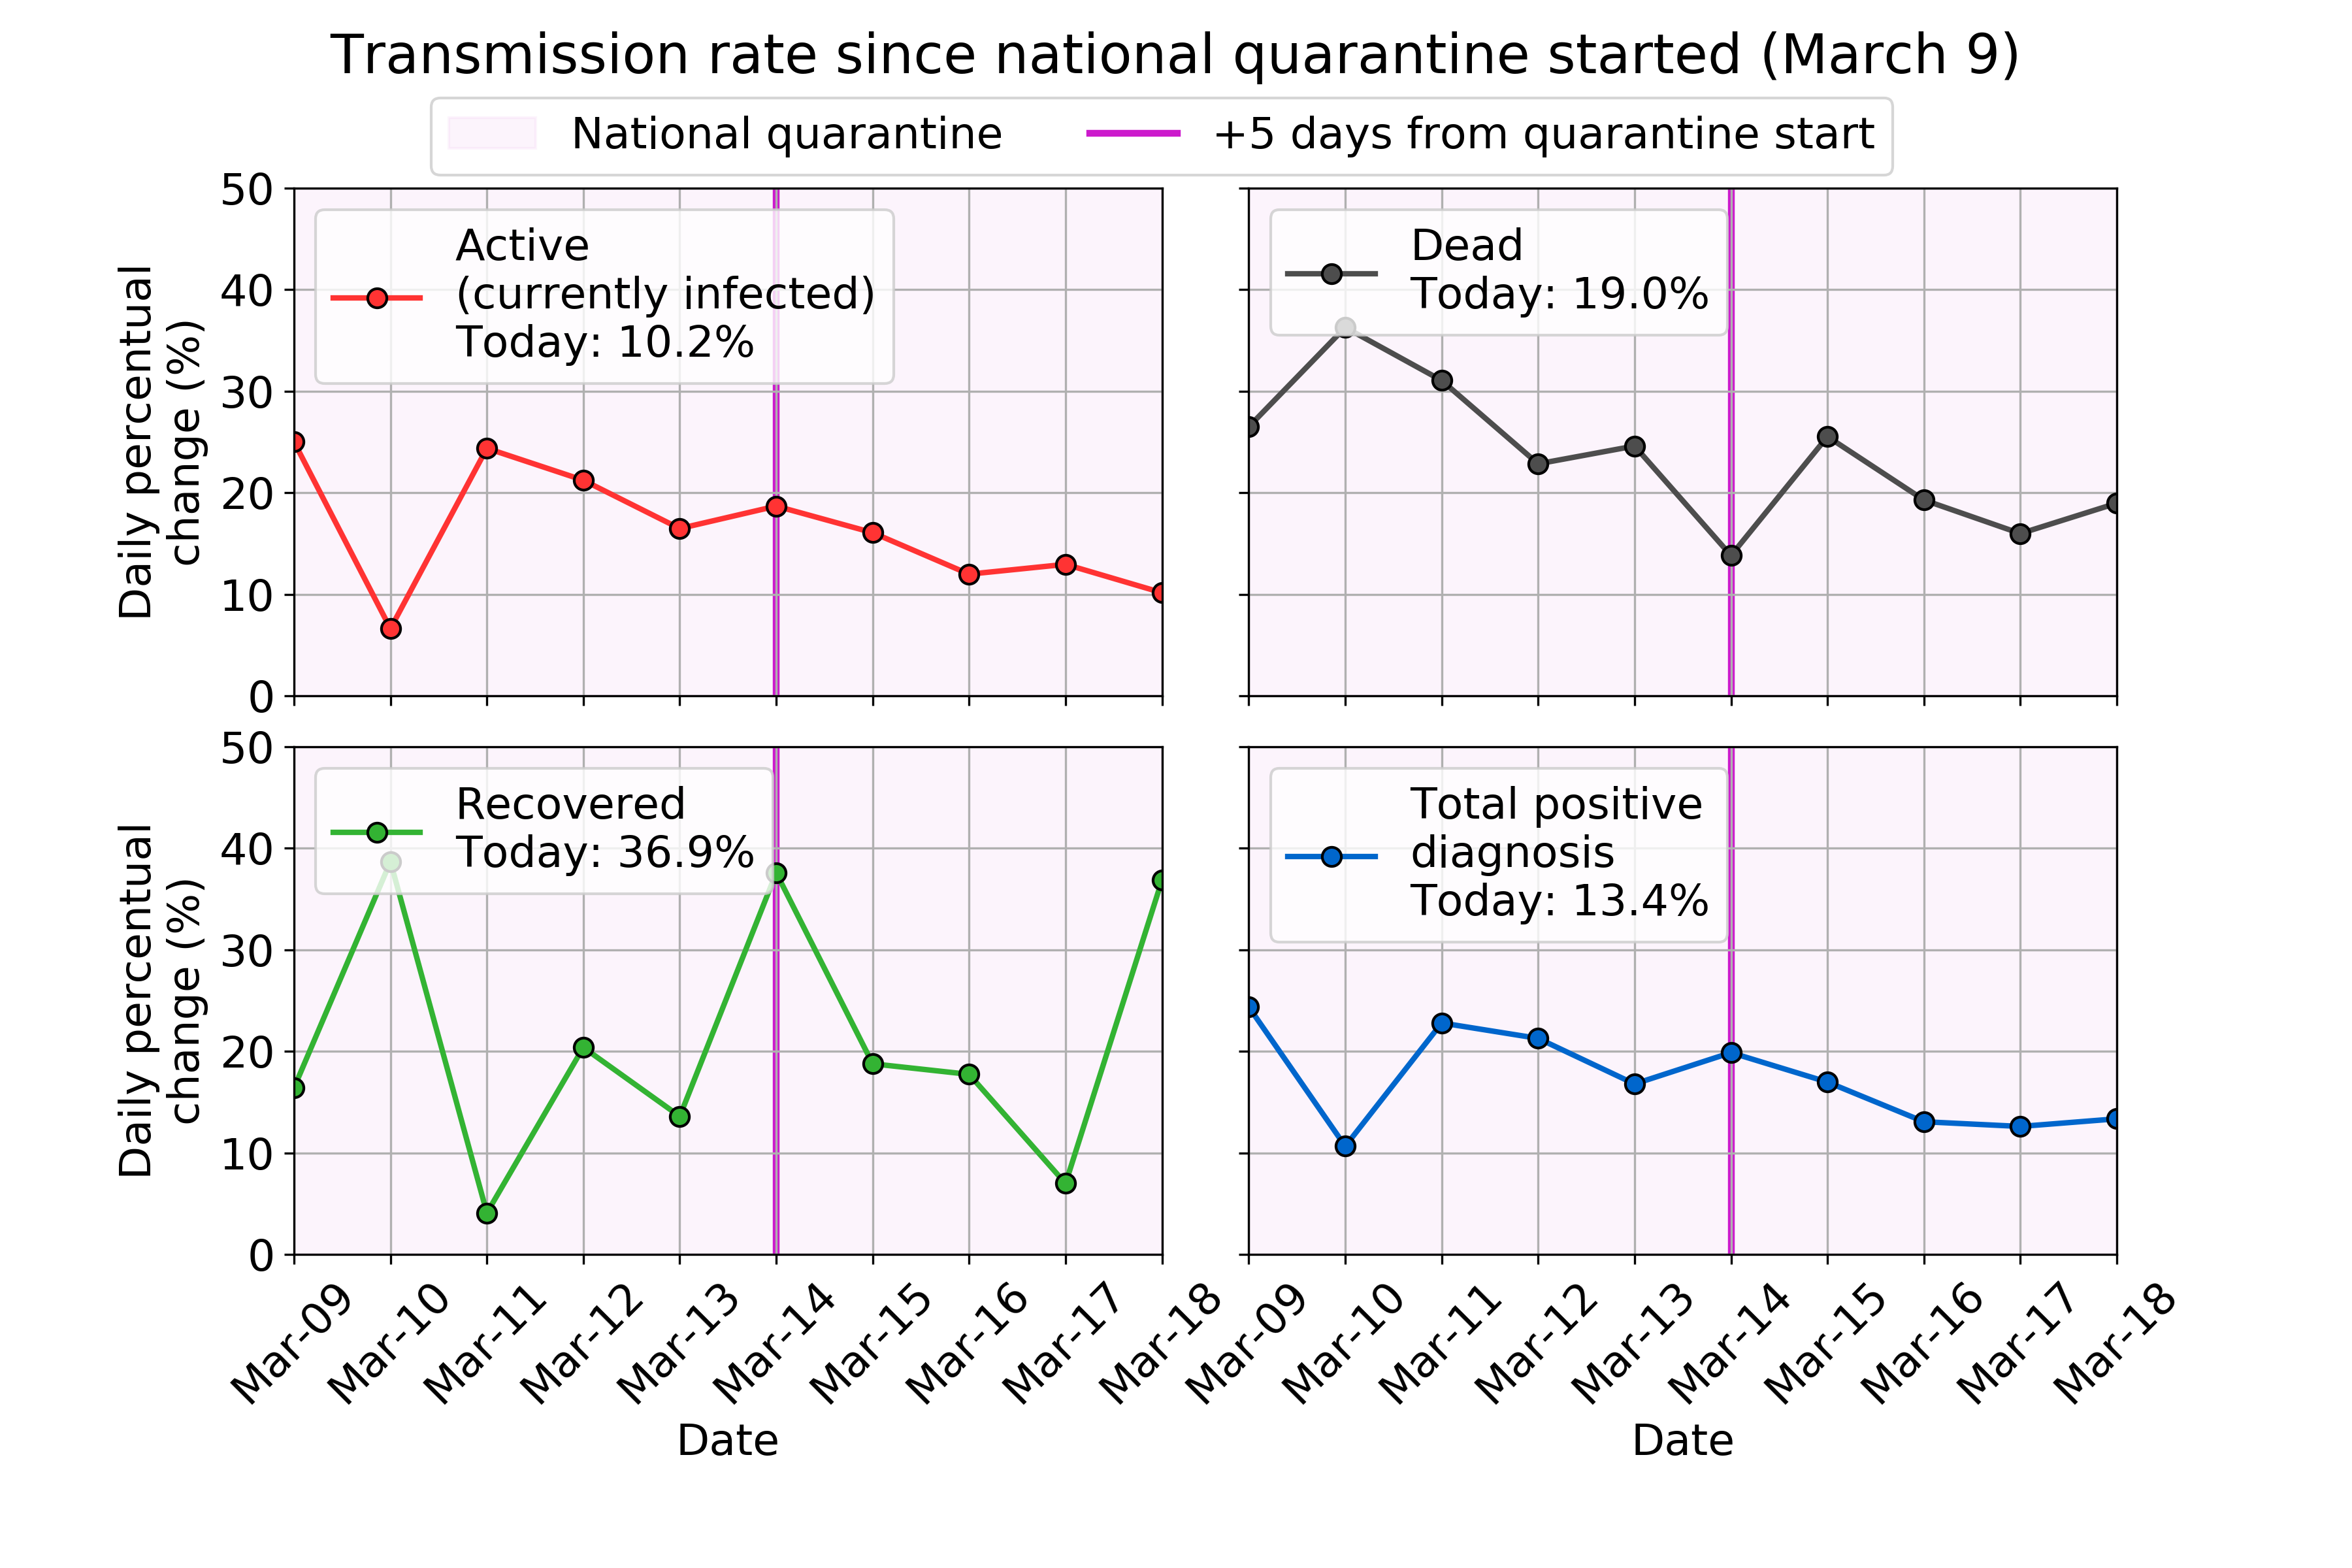 Transmission rate since national quarantine started (March 9)
National quarantine
+5 days from quarantine start
50
40
30
20
10
0
Daily percentual
change (%)
Active
(currently infected)
Today: 10.2%
Dead
Today: 19.0%
50
40
30
20
10
0
Daily percentual
change (%)
Recovered
Today: 36.9%
Total positive
diagnosis
Today: 13.4%
Mar-09
Mar-10
Mar-11
Mar-12
Mar-13
Mar-14
Mar-15
Mar-16
Mar-17
Mar-18
Date
Mar-09
Mar-10
Mar-11
Mar-12
Mar-13
Mar-14
Mar-15
Mar-16
Mar-17
Mar-18
Date